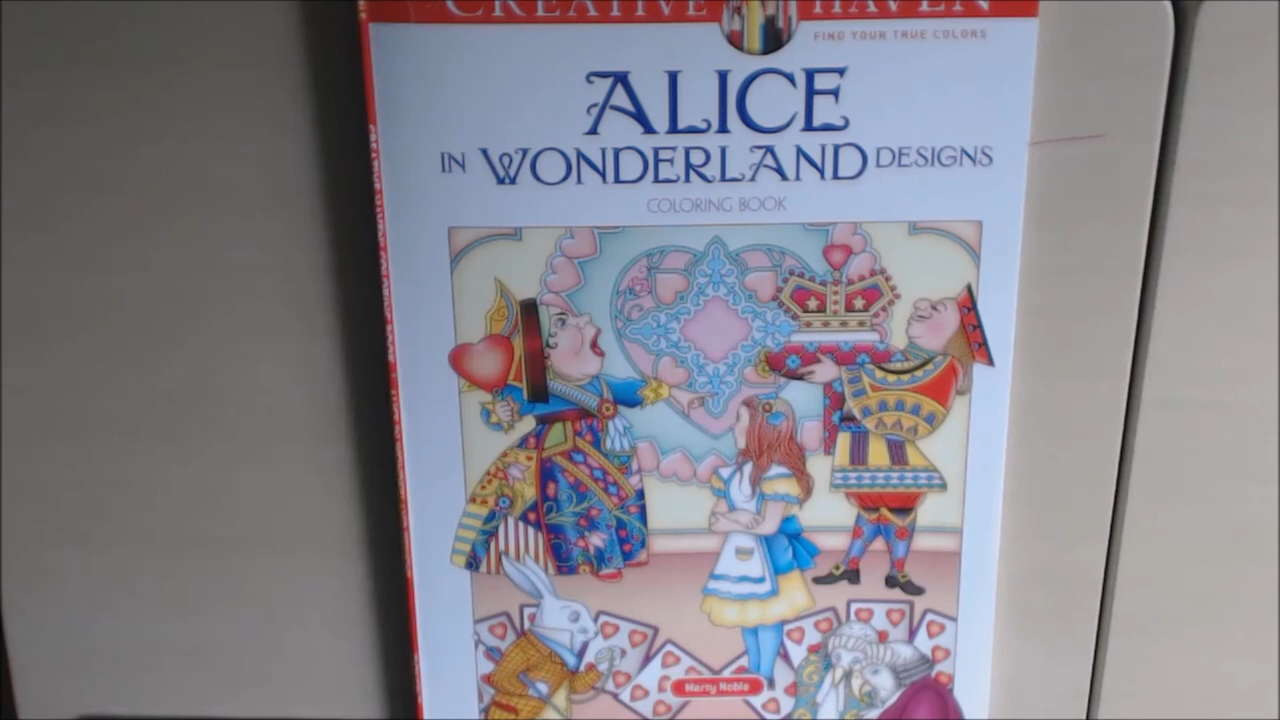 CREATIVE HAVEN
FIND YOUR TRUE COLORS
ALICE
IN WONDERLAND DESIGNS
COLORING BOOK
Marty Noble